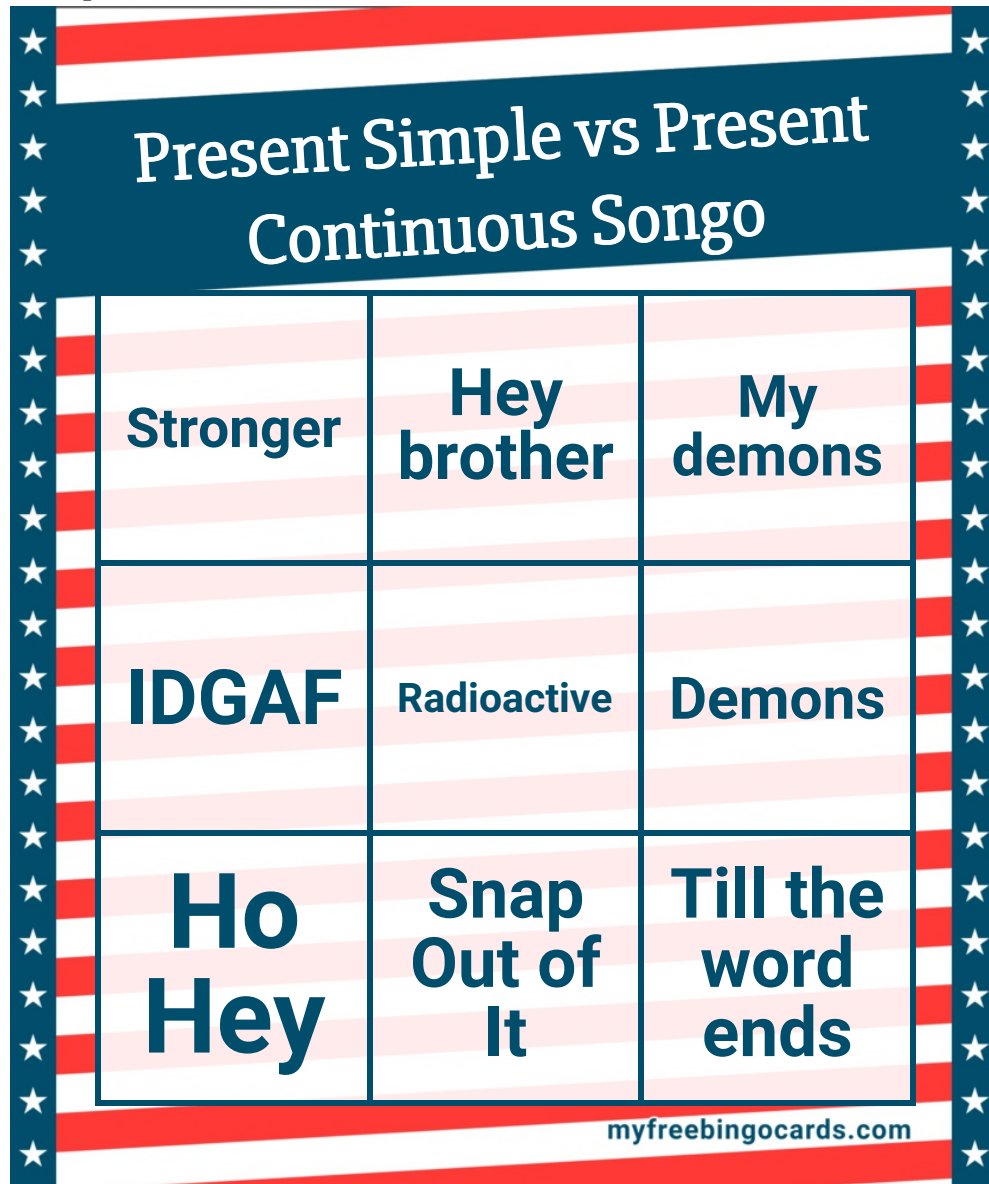 Present Simple vs Present
Continuous Songo
Stronger
Hey
brother
My
demons
IDGAF
Radioactive
Demons
Ho
Hey
Snap
Out of
It
Till the
word
ends
myfreebingocards.com